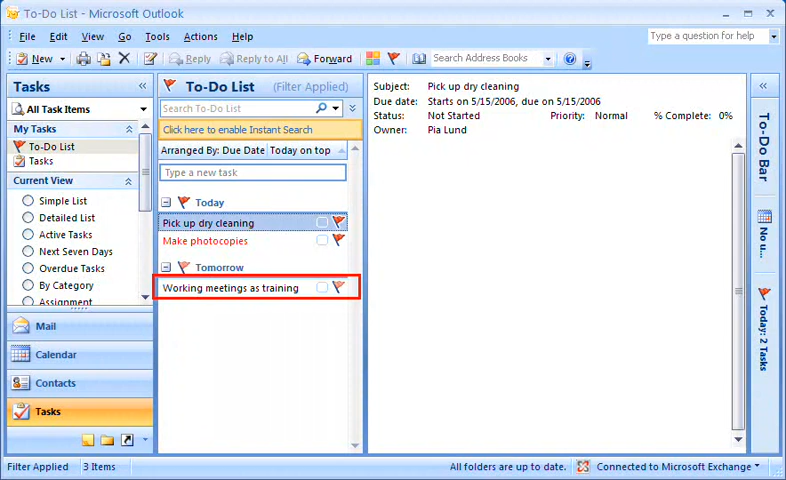 To-Do List - Microsoft Outlook
File Edit View Go Tools Actions Help
Type a question for help
New Reply Reply to All Forward Search Address Books
Tasks
All Task Items
My Tasks
To-Do List
Tasks
Current View
Simple List
Detailed List
Active Tasks
Next Seven Days
Overdue Tasks
By Category
Assignment
Mail
Calendar
Contacts
Tasks
To-Do List (Filter Applied)
Search To-Do List
Click here to enable Instant Search
Arranged By: Due Date Today on top
Type a new task
Today
Pick up dry cleaning
Make photocopies
Tomorrow
Working meetings as training
Subject: Pick up dry cleaning
Due date: Starts on 5/15/2006, due on 5/15/2006
Status: Not Started Priority: Normal % Complete: 0%
Owner: Pia Lund
To-Do Bar
No u...
Today: 2 Tasks
Filter Applied 3 Items
All folders are up to date. Connected to Microsoft Exchange